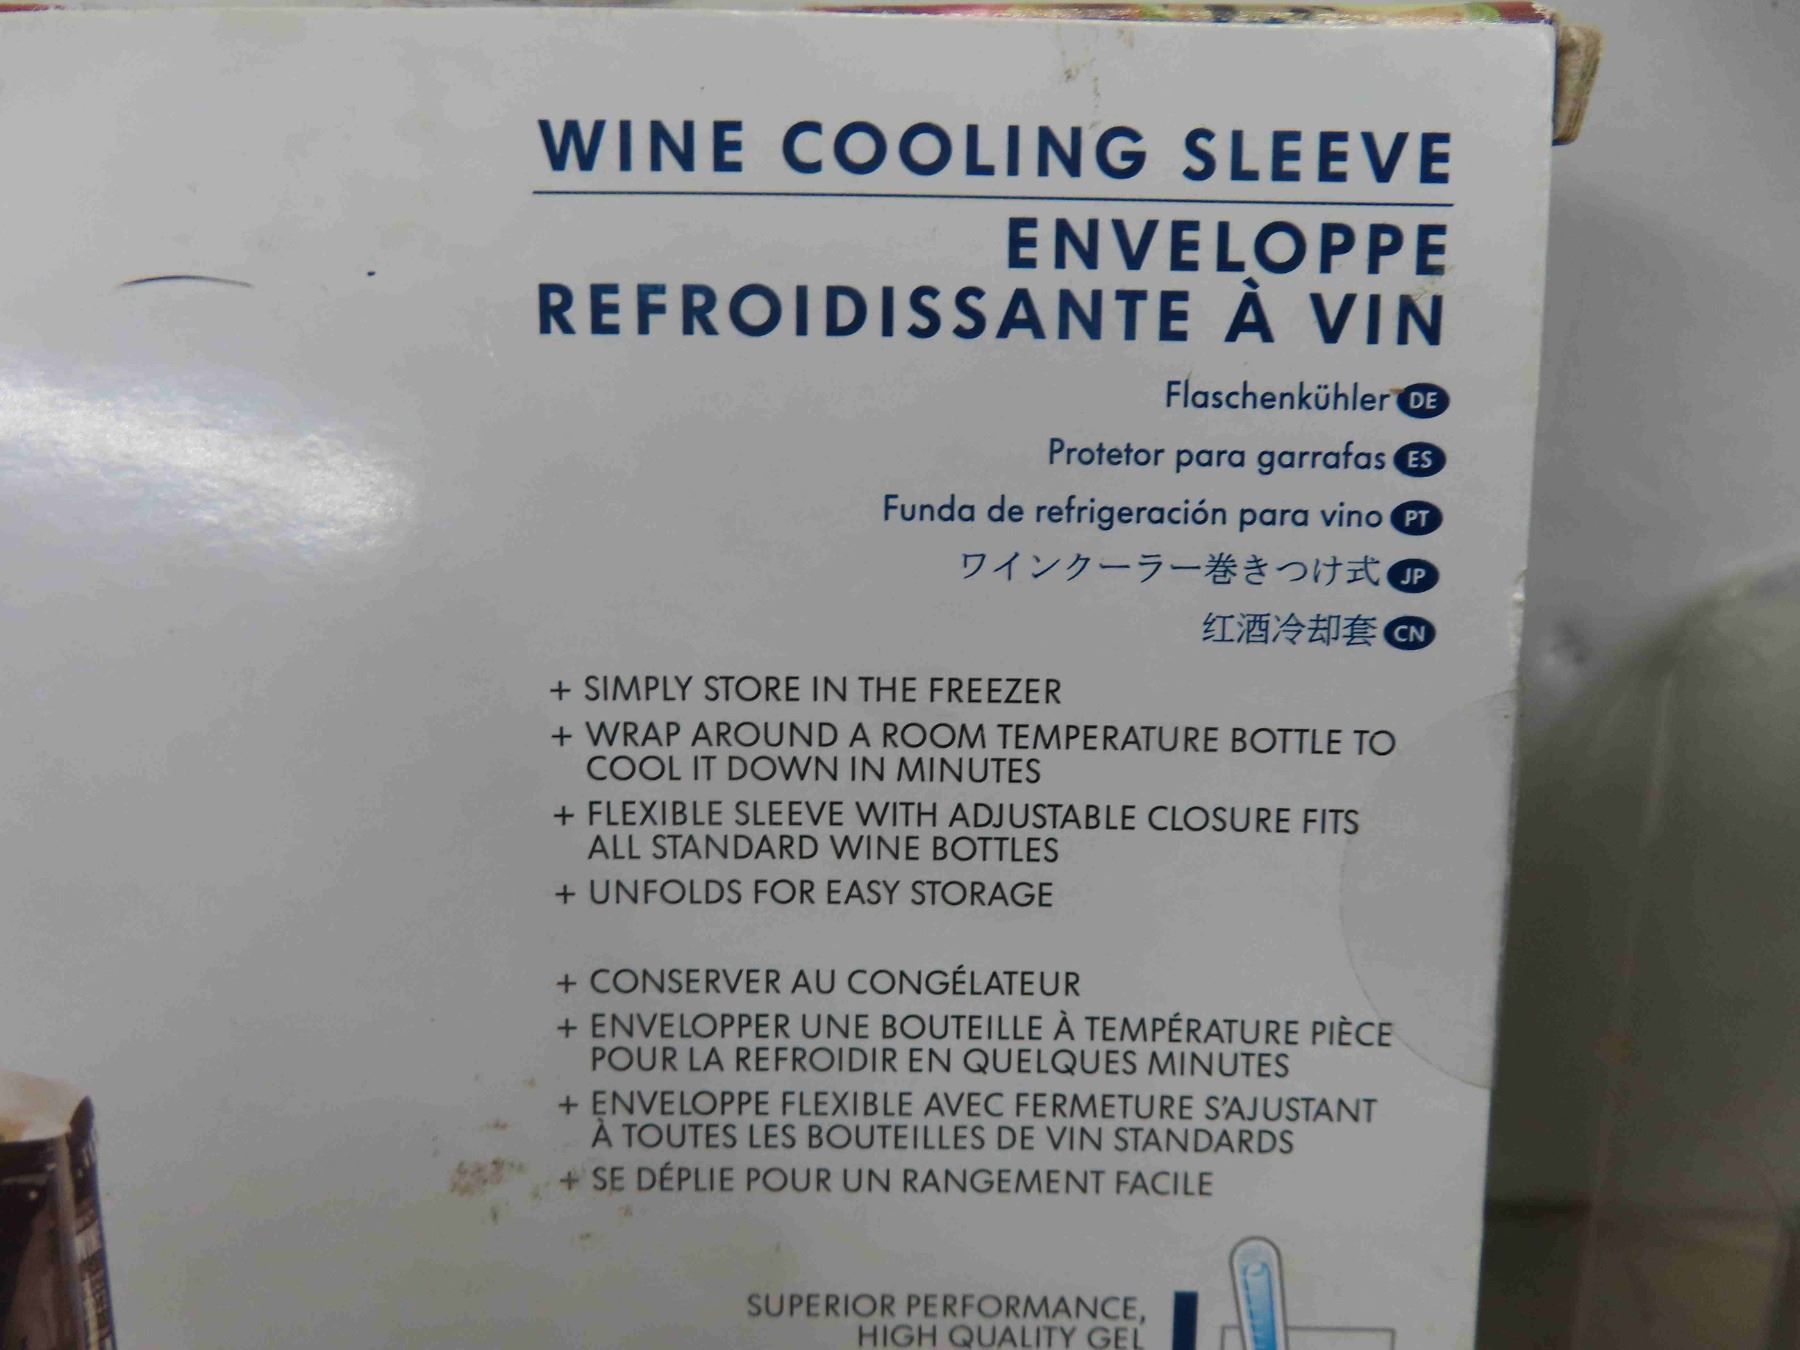 WINE COOLING SLEEVE
ENVELOPPE
REFROIDISSANTE À VIN
Flaschenkühler DE
Protetor para garrafas ES
Funda de refrigeración para vino PT
ワインクーラー巻きつけ式 JP
红酒冷却套 CN
+ SIMPLY STORE IN THE FREEZER
+ WRAP AROUND A ROOM TEMPERATURE BOTTLE TO
COOL IT DOWN IN MINUTES
+ FLEXIBLE SLEEVE WITH ADJUSTABLE CLOSURE FITS
ALL STANDARD WINE BOTTLES
+ UNFOLDS FOR EASY STORAGE
+ CONSERVER AU CONGÉLATEUR
+ ENVELOPPER UNE BOUTEILLE À TEMPÉRATURE PIÈCE
POUR LA REFROIDIR EN QUELQUES MINUTES
+ ENVELOPPE FLEXIBLE AVEC FERMETURE S'AJUSTANT
À TOUTES LES BOUTEILLES DE VIN STANDARDS
+ SE DÉPLIE POUR UN RANGEMENT FACILE
SUPERIOR PERFORMANCE,
HIGH QUALITY GEL